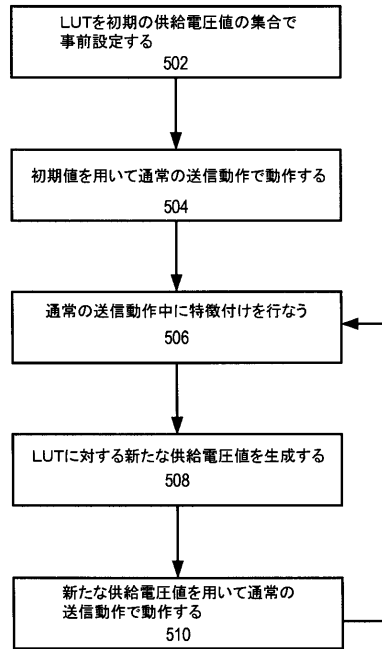 LUTを初期の供給電圧値の集合で
事前設定する
502
初期値を用いて通常の送信動作で動作する
504
通常の送信動作中に特徴付けを行なう
506
LUTに対する新たな供給電圧値を生成する
508
新たな供給電圧値を用いて通常の
送信動作で動作する
510